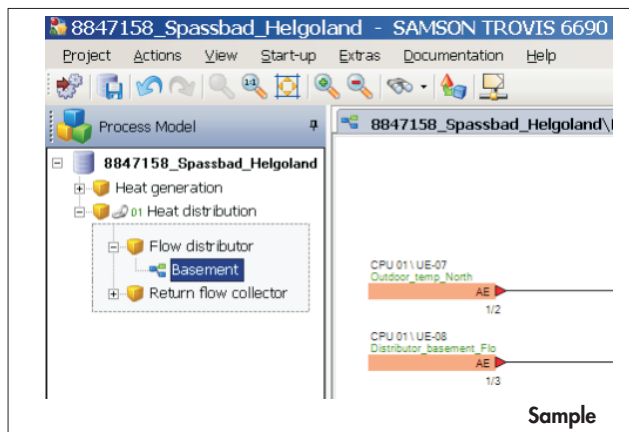 8847158_Spassbad_Helgoland - SAMSON TROVIS 6690
Project Actions View Start-up Extras Documentation Help
1:1
Process Model
8847158_Spassbad_Helgoland\
8847158_Spassbad_Helgoland
Heat generation
01 Heat distribution
Flow distributor
Basement
Return flow collector
CPU 01 \ UE-07
Outdoor_temp_North
AE
1/2
CPU 01 \ UE-08
Distributor_basement_Flo
AE
1/3
Sample